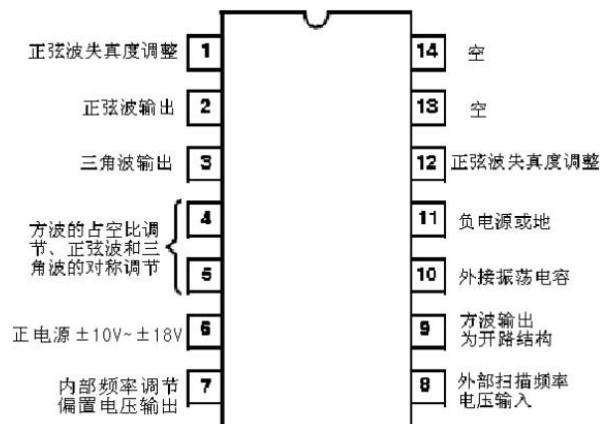 正弦波失真度调整 1
正弦波输出 2
三角波输出 3
方波的占空比调
节、正弦波和三
角波的对称调节
4
5
正电源±10V~±18V 6
内部频率调节
偏置电压输出
7
14 空
13 空
12 正弦波失真度调整
11 负电源或地
10 外接振荡电容
9 方波输出
为开路结构
8 外部扫描频率
电压输入